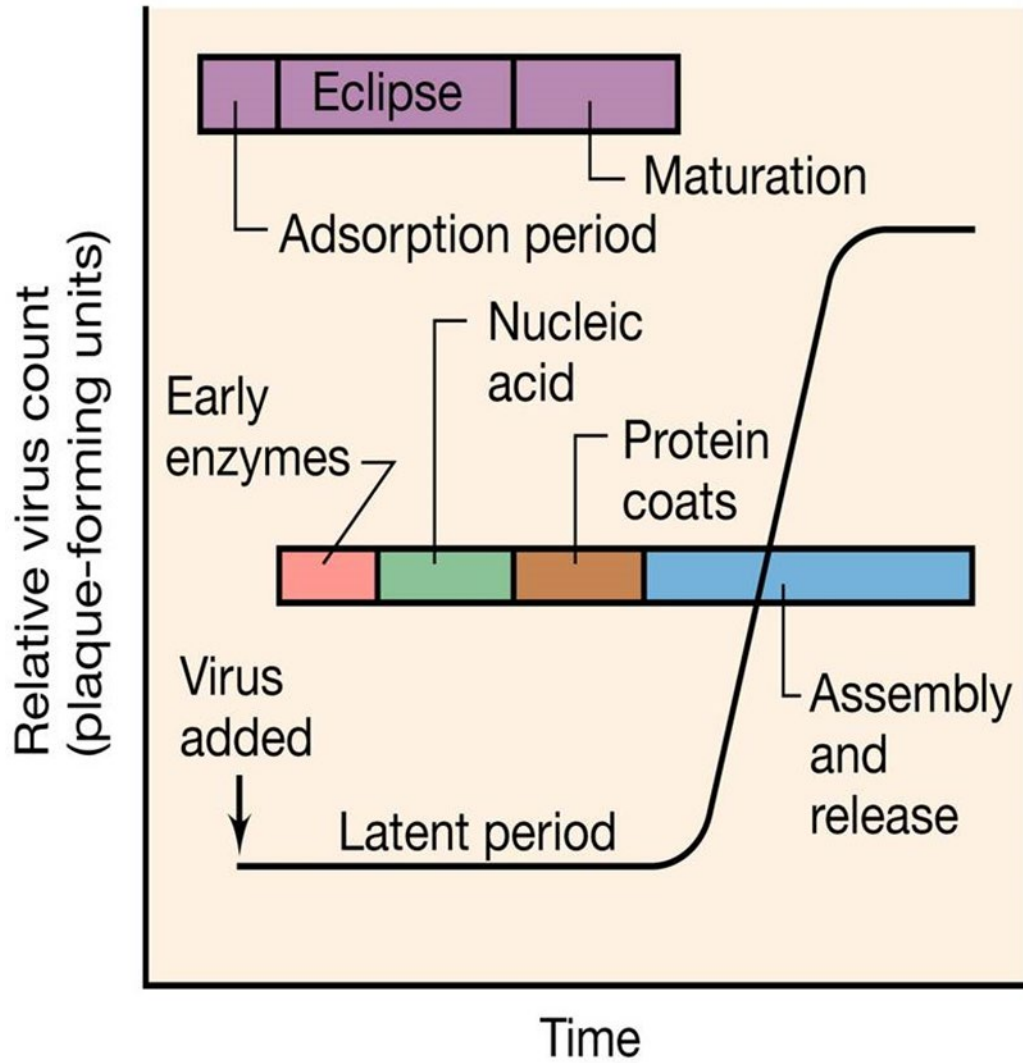 Eclipse
Maturation
Adsorption period
Nucleic
acid
Early
enzymes
Protein
coats
Virus
added
Assembly
and
release
Latent period
Relative virus count
(plaque-forming units)
Time